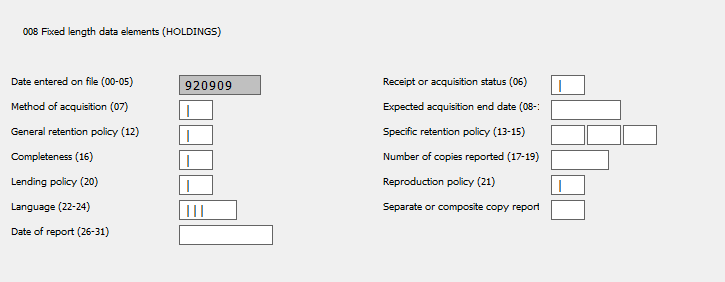 008 Fixed length data elements (HOLDINGS)
Date entered on file (00-05) 920909 Receipt or acquisition status (06) |
Method of acquisition (07) | Expected acquisition end date (08-:
General retention policy (12) | Specific retention policy (13-15)
Completeness (16) | Number of copies reported (17-19)
Lending policy (20) | Reproduction policy (21) |
Language (22-24) ||| Separate or composite copy report
Date of report (26-31)